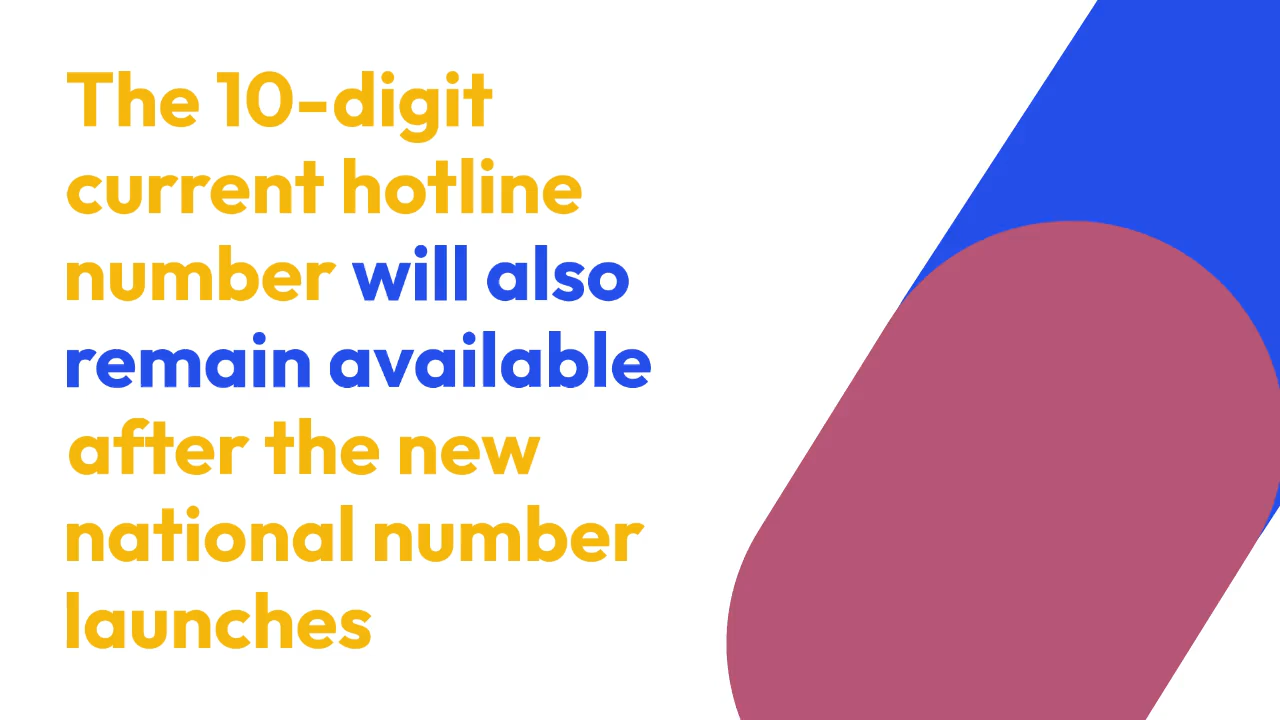 The 10-digit
current hotline
number will also
remain available
after the new
national number
launches